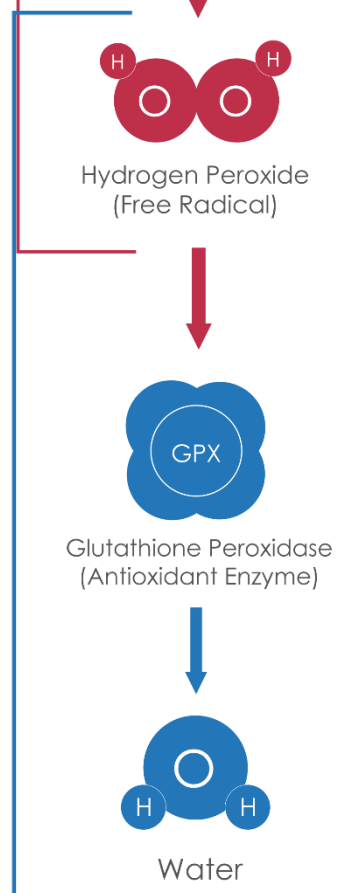 H H
O O
Hydrogen Peroxide
(Free Radical)
GPX
Glutathione Peroxidase
(Antioxidant Enzyme)
O
H H
Water